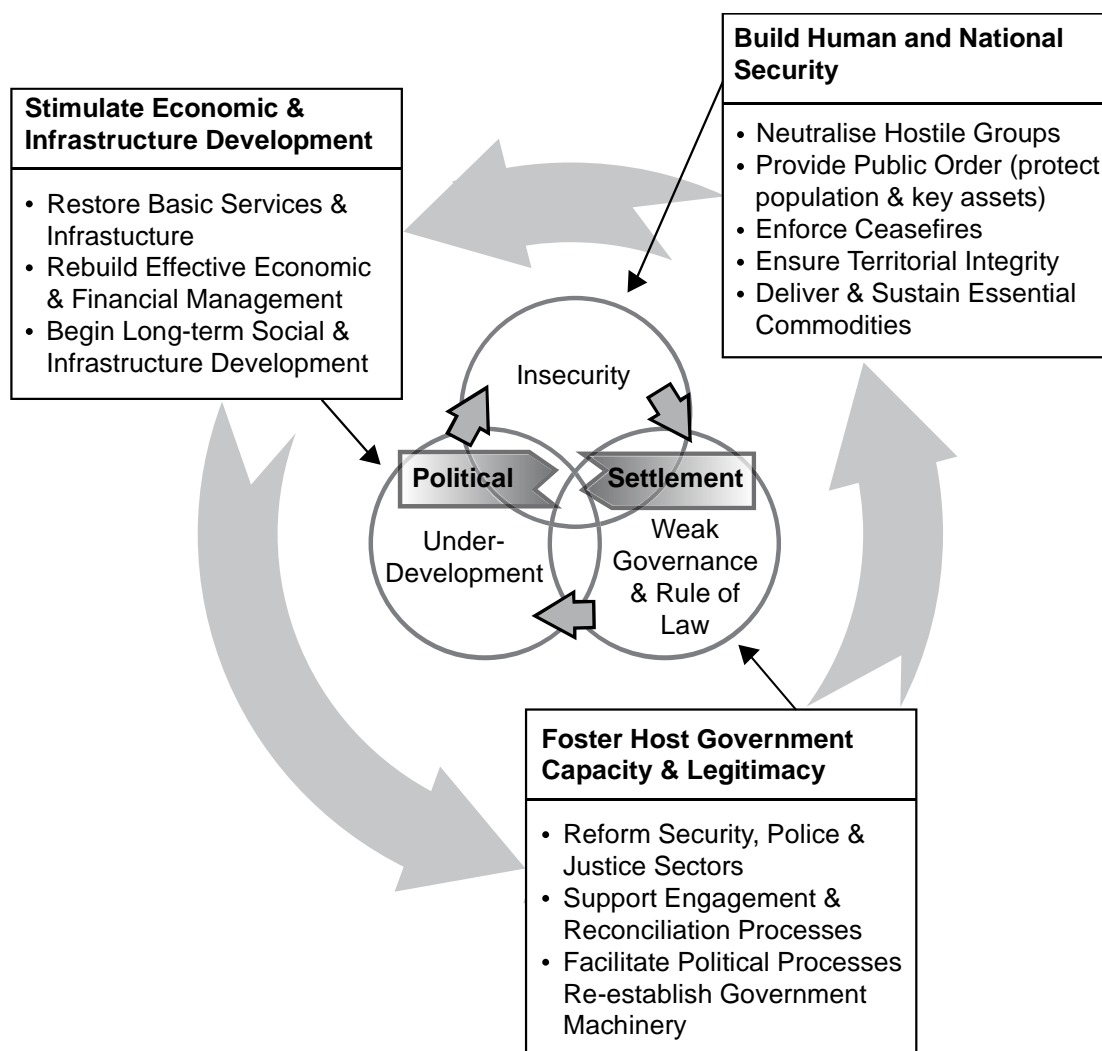 Build Human and National
Security
• Neutralise Hostile Groups
• Provide Public Order (protect
population & key assets)
• Enforce Ceasefires
• Ensure Territorial Integrity
• Deliver & Sustain Essential
Commodities
Stimulate Economic &
Infrastructure Development
• Restore Basic Services &
Infrastucture
• Rebuild Effective Economic
& Financial Management
• Begin Long-term Social &
Infrastructure Development
Insecurity
Political
Settlement
Under-
Development
Weak
Governance
& Rule of
Law
Foster Host Government
Capacity & Legitimacy
• Reform Security, Police &
Justice Sectors
• Support Engagement &
Reconciliation Processes
• Facilitate Political Processes
Re-establish Government
Machinery